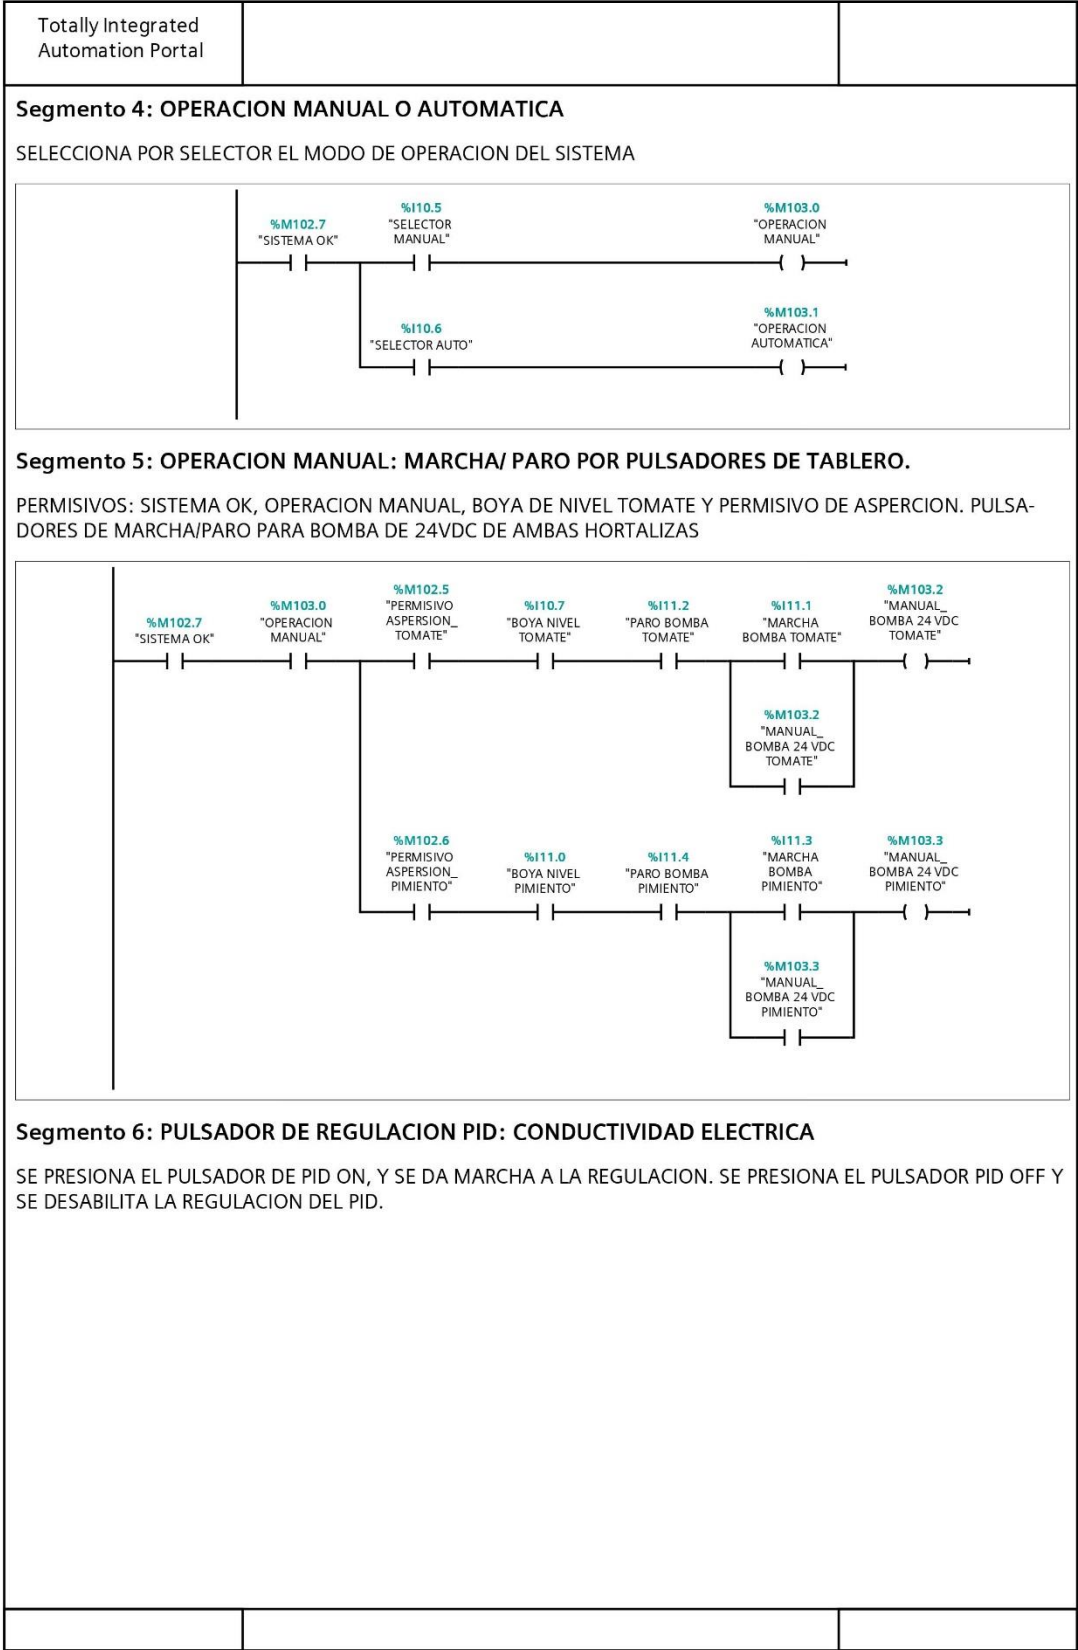 Totally Integrated
Automation Portal
Segmento 4: OPERACION MANUAL O AUTOMATICA
SELECCIONA POR SELECTOR EL MODO DE OPERACION DEL SISTEMA
%M102.7
"SISTEMA OK"
%I10.5
"SELECTOR
MANUAL"
%M103.0
"OPERACION
MANUAL"
%I10.6
"SELECTOR AUTO"
%M103.1
"OPERACION
AUTOMATICA"
Segmento 5: OPERACION MANUAL: MARCHA/ PARO POR PULSADORES DE TABLERO.
PERMISIVOS: SISTEMA OK, OPERACION MANUAL, BOYA DE NIVEL TOMATE Y PERMISIVO DE ASPERCION. PULSA-
DORES DE MARCHA/PARO PARA BOMBA DE 24VDC DE AMBAS HORTALIZAS
%M102.7
"SISTEMA OK"
%M103.0
"OPERACION
MANUAL"
%M102.5
"PERMISIVO
ASPERSION_
TOMATE"
%I10.7
"BOYA NIVEL
TOMATE"
%I11.2
"PARO BOMBA
TOMATE"
%I11.1
"MARCHA
BOMBA TOMATE"
%M103.2
"MANUAL_
BOMBA 24 VDC
TOMATE"
%M103.2
"MANUAL_
BOMBA 24 VDC
TOMATE"
%M102.6
"PERMISIVO
ASPERSION_
PIMIENTO"
%I11.0
"BOYA NIVEL
PIMIENTO"
%I11.4
"PARO BOMBA
PIMIENTO"
%I11.3
"MARCHA
BOMBA
PIMIENTO"
%M103.3
"MANUAL_
BOMBA 24 VDC
PIMIENTO"
%M103.3
"MANUAL_
BOMBA 24 VDC
PIMIENTO"
Segmento 6: PULSADOR DE REGULACION PID: CONDUCTIVIDAD ELECTRICA
SE PRESIONA EL PULSADOR DE PID ON, Y SE DA MARCHA A LA REGULACION. SE PRESIONA EL PULSADOR PID OFF Y
SE DESABILITA LA REGULACION DEL PID.